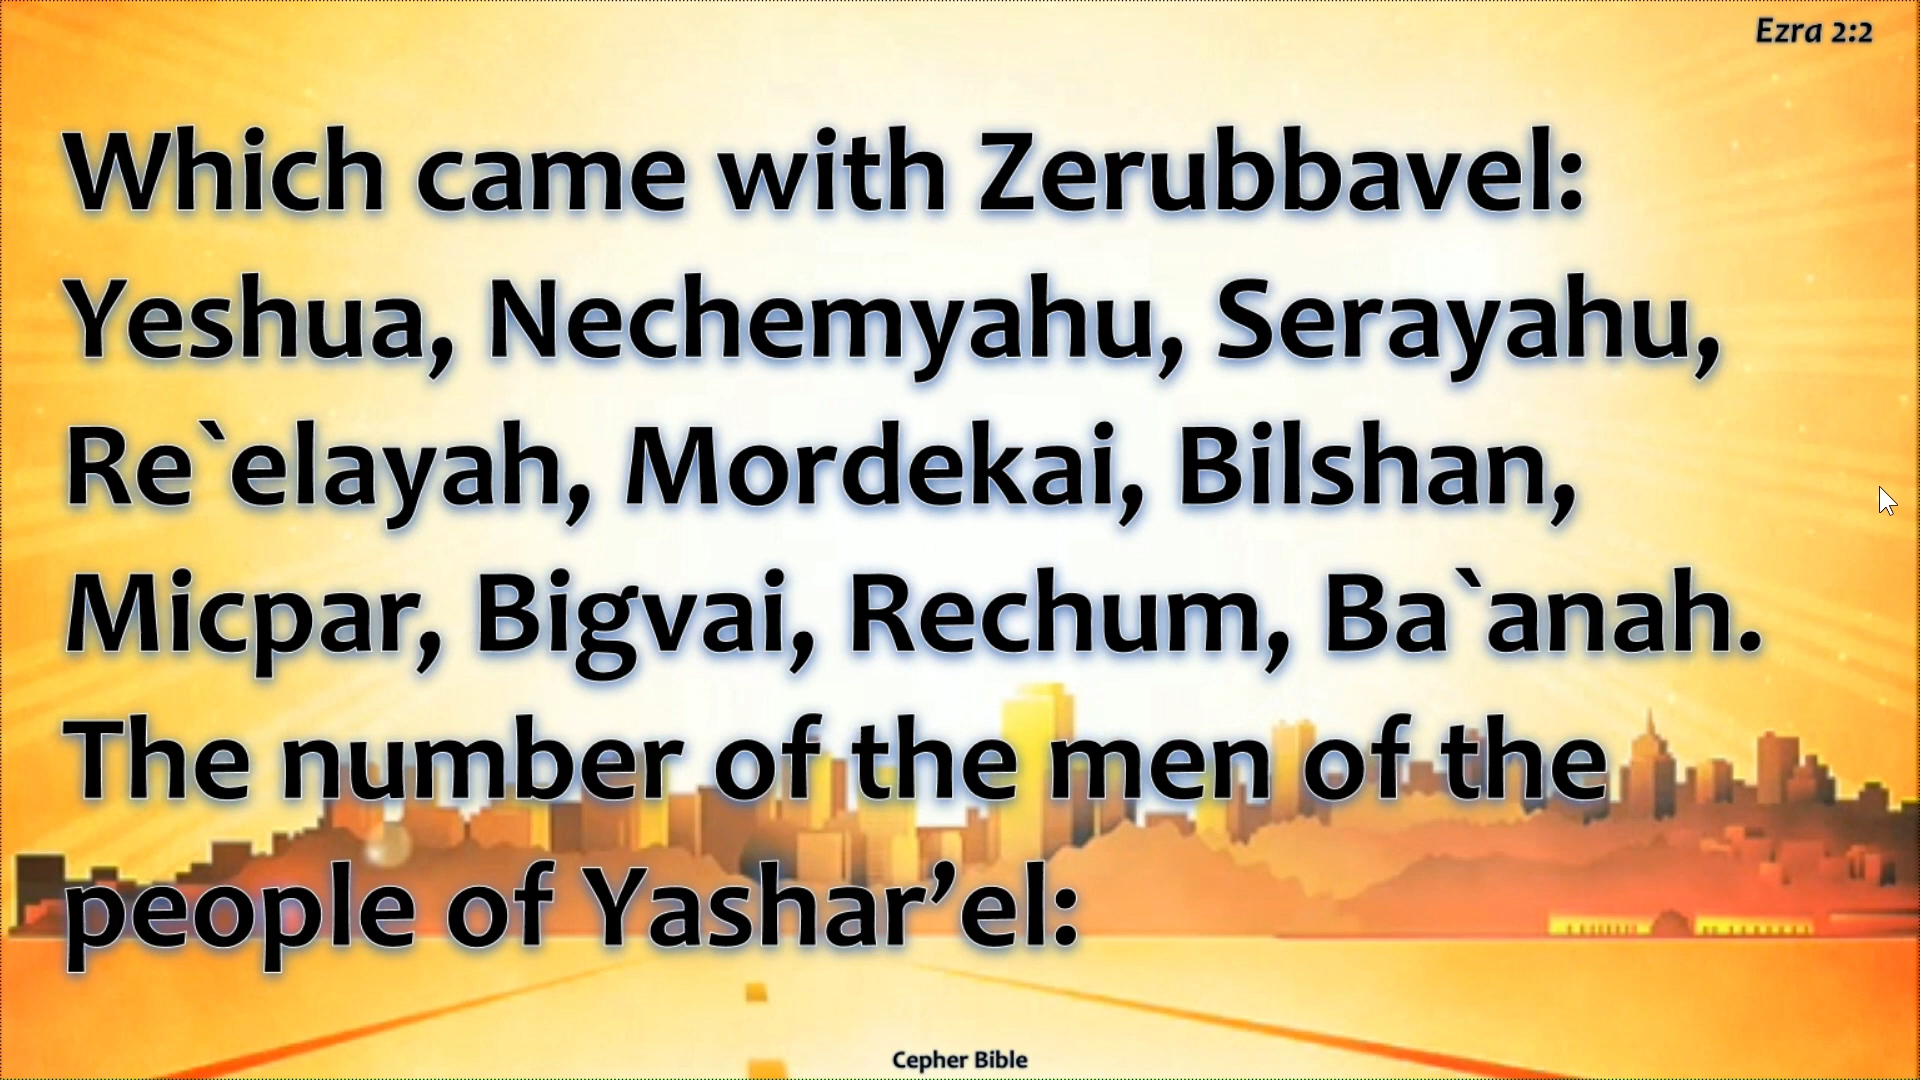 Ezra 2:2
Which came with Zerubbavel:
Yeshua, Nechemyahu, Serayahu,
Re`elayah, Mordekai, Bilshan,
Micpar, Bigvai, Rechum, Ba`anah.
The number of the men of the
people of Yashar’el:
Cepher Bible